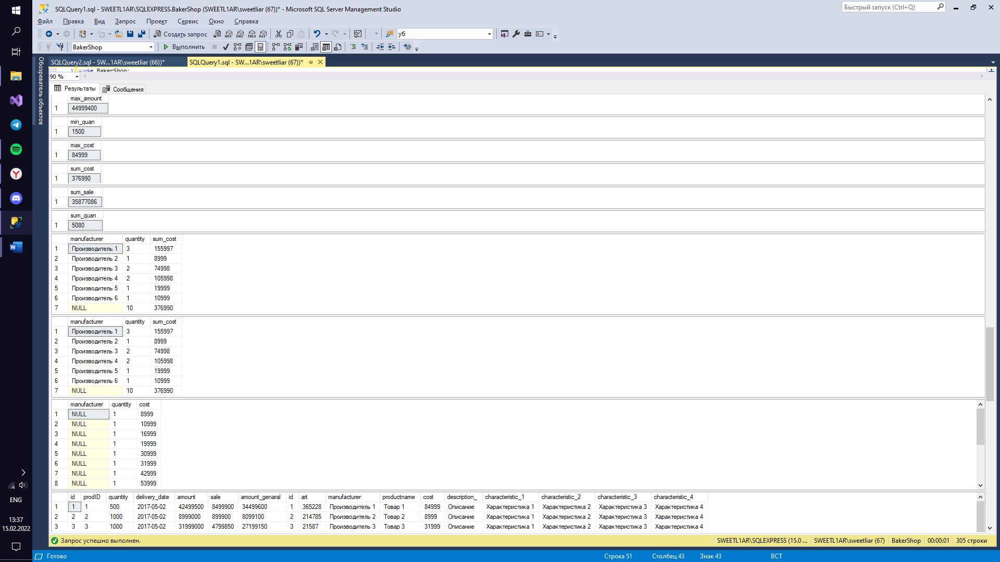 SQLQuery1.sql - SWEETL1AR\SQLEXPRESS.BakerShop (SWEETL1AR\sweetliar (67))* - Microsoft SQL Server Management Studio
Быстрый запуск (Ctrl+Q)
Файл Правка Вид Запрос Проект Сервис Окно Справка
Создать запрос MDX DMX XMLA DAX уб
BakerShop Выполнить
Обозреватель объектов
SQLQuery2.sql - SW...1AR\sweetliar (66))* SQLQuery1.sql - SW...1AR\sweetliar (67))*
1 use BakerShop;
90 %
Результаты Сообщения
max_amount
1 44999400
min_quan
1 1500
max_cost
1 84999
sum_cost
1 376990
sum_sale
1 35877086
sum_quan
1 5080
manufacturer quantity sum_cost
1 Производитель 1 3 155997
2 Производитель 2 1 8999
3 Производитель 3 2 74998
4 Производитель 4 2 105998
5 Производитель 5 1 19999
6 Производитель 6 1 10999
7 NULL 10 376990
manufacturer quantity sum_cost
1 Производитель 1 3 155997
2 Производитель 2 1 8999
3 Производитель 3 2 74998
4 Производитель 4 2 105998
5 Производитель 5 1 19999
6 Производитель 6 1 10999
7 NULL 10 376990
manufacturer quantity cost
1 NULL 1 8999
2 NULL 1 10999
3 NULL 1 16999
4 NULL 1 19999
5 NULL 1 30999
6 NULL 1 31999
7 NULL 1 42999
8 NULL 1 53999
id prodID quantity delivery_date amount sale amount_genaral id art manufacturer productname cost description_ characteristic_1 characteristic_2 characteristic_3 characteristic_4
1 1 1 500 2017-05-02 42499500 8499900 34499600 1 365228 Производитель 1 Товар 1 84999 Описание Характеристика 1 Характеристика 2 Характеристика 3 Характеристика 4
2 2 2 1000 2017-05-02 8999000 899900 8099100 2 214785 Производитель 2 Товар 2 8999 Описание Характеристика 1 Характеристика 2 Характеристика 3 Характеристика 4
3 3 3 1000 2017-05-02 31999000 4799850 27199150 3 21587 Производитель 3 Товар 3 31999 Описание Характеристика 1 Характеристика 2 Характеристика 3 Характеристика 4
Запрос успешно выполнен. SWEETL1AR\SQLEXPRESS (15.0 ... SWEETL1AR\sweetliar (67) BakerShop 00:00:01 305 строки
Готово Строка 51 Столбец 43 Знак 43 ВСТ
ENG
13:37
15.02.2022